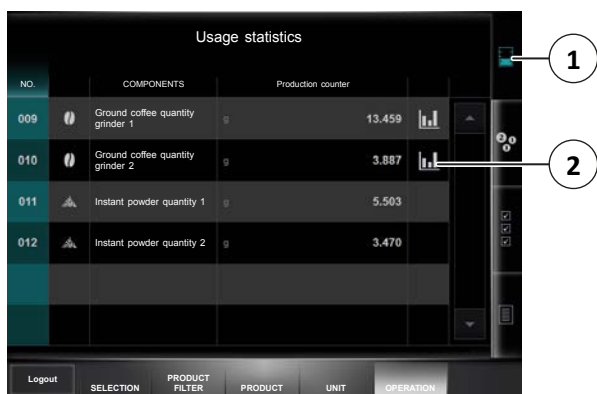 Usage statistics
NO. COMPONENTS Production counter
009 Ground coffee quantity
grinder 1 g 13.459
010 Ground coffee quantity
grinder 2 g 3.887
011 Instant powder quantity 1 g 5.503
012 Instant powder quantity 2 g 3.470
Logout SELECTION PRODUCT
FILTER PRODUCT UNIT OPERATION
1
2